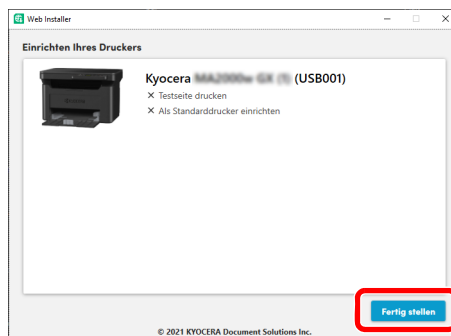 Web Installer
Einrichten Ihres Druckers
Kyocera (USB001)
Testseite drucken
Als Standarddrucker einrichten
Fertig stellen
© 2021 KYOCERA Document Solutions Inc.